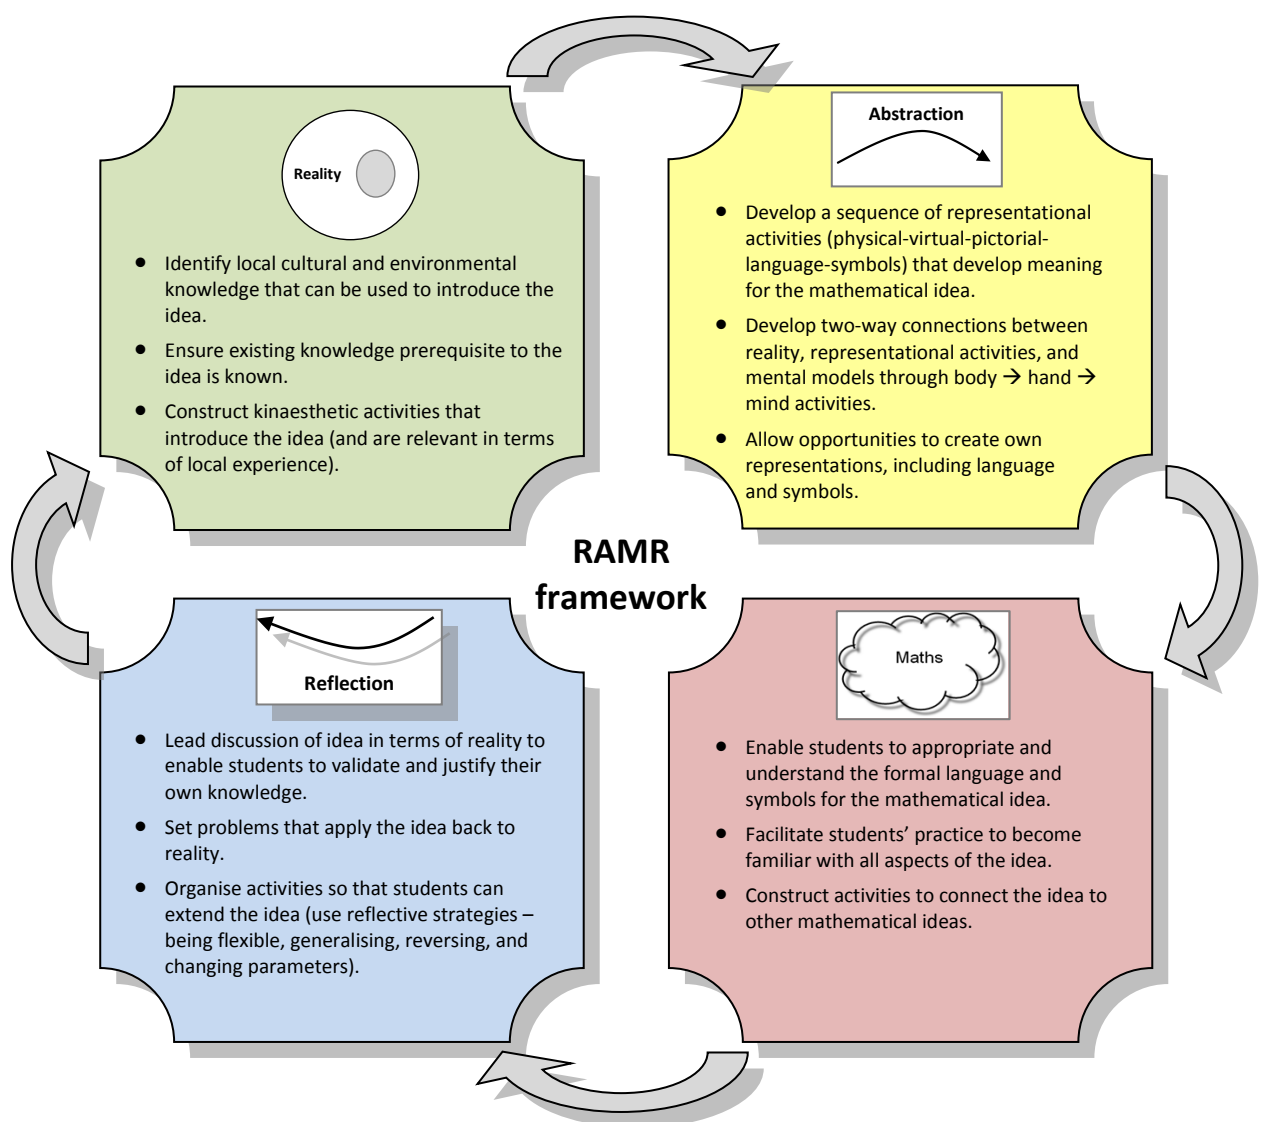 Reality
• Identify local cultural and environmental
knowledge that can be used to introduce the
idea.
• Ensure existing knowledge prerequisite to the
idea is known.
• Construct kinaesthetic activities that
introduce the idea (and are relevant in terms
of local experience).
Abstraction
• Develop a sequence of representational
activities (physical-virtual-pictorial-
language-symbols) that develop meaning
for the mathematical idea.
• Develop two-way connections between
reality, representational activities, and
mental models through body → hand →
mind activities.
• Allow opportunities to create own
representations, including language
and symbols.
RAMR
framework
Reflection
• Lead discussion of idea in terms of reality to
enable students to validate and justify their
own knowledge.
• Set problems that apply the idea back to
reality.
• Organise activities so that students can
extend the idea (use reflective strategies –
being flexible, generalising, reversing, and
changing parameters).
Maths
• Enable students to appropriate and
understand the formal language and
symbols for the mathematical idea.
• Facilitate students’ practice to become
familiar with all aspects of the idea.
• Construct activities to connect the idea to
other mathematical ideas.